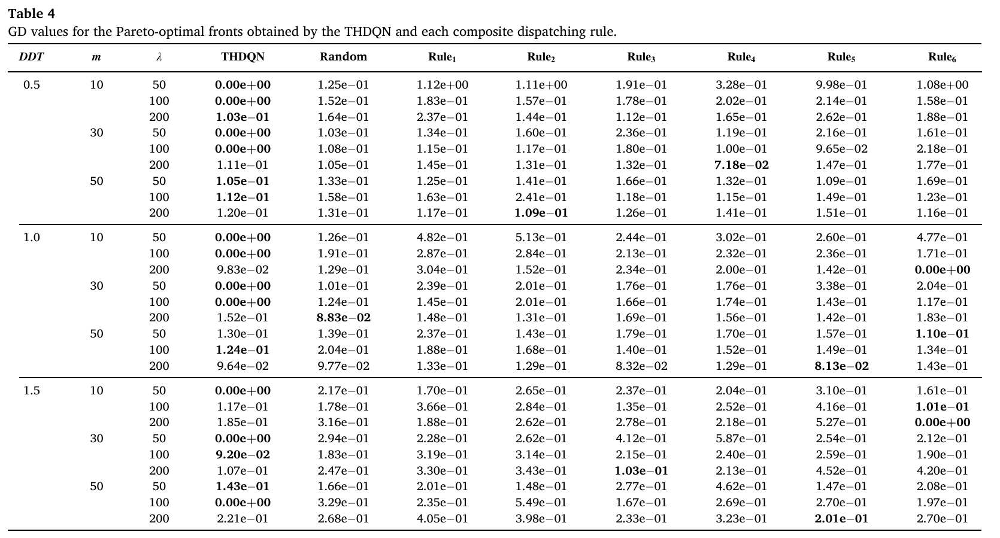 Table 4
GD values for the Pareto-optimal fronts obtained by the THDQN and each composite dispatching rule.
DDT m λ THDQN Random Rule₁ Rule₂ Rule₃ Rule₄ Rule₅ Rule₆
0.5 10 50 0.00e+00 1.25e−01 1.12e+00 1.11e+00 1.91e−01 3.28e−01 9.98e−01 1.08e+00
100 0.00e+00 1.52e−01 1.83e−01 1.57e−01 1.78e−01 2.02e−01 2.14e−01 1.58e−01
200 1.03e−01 1.64e−01 2.37e−01 1.44e−01 1.12e−01 1.65e−01 2.62e−01 1.88e−01
30 50 0.00e+00 1.03e−01 1.34e−01 1.60e−01 2.36e−01 1.19e−01 2.16e−01 1.61e−01
100 0.00e+00 1.08e−01 1.15e−01 1.17e−01 1.80e−01 1.00e−01 9.65e−02 2.18e−01
200 1.11e−01 1.05e−01 1.45e−01 1.31e−01 1.32e−01 7.18e−02 1.47e−01 1.77e−01
50 50 1.05e−01 1.33e−01 1.25e−01 1.41e−01 1.66e−01 1.32e−01 1.09e−01 1.69e−01
100 1.12e−01 1.58e−01 1.63e−01 2.41e−01 1.18e−01 1.15e−01 1.49e−01 1.23e−01
200 1.20e−01 1.31e−01 1.17e−01 1.09e−01 1.26e−01 1.41e−01 1.51e−01 1.16e−01
1.0 10 50 0.00e+00 1.26e−01 4.82e−01 5.13e−01 2.44e−01 3.02e−01 2.60e−01 4.77e−01
100 0.00e+00 1.91e−01 2.87e−01 2.84e−01 2.13e−01 2.32e−01 2.36e−01 1.71e−01
200 9.83e−02 1.29e−01 3.04e−01 1.52e−01 2.34e−01 2.00e−01 1.42e−01 0.00e+00
30 50 0.00e+00 1.01e−01 2.39e−01 2.01e−01 1.76e−01 1.76e−01 3.38e−01 2.04e−01
100 0.00e+00 1.24e−01 1.45e−01 2.01e−01 1.66e−01 1.74e−01 1.43e−01 1.17e−01
200 1.52e−01 8.83e−02 1.48e−01 1.31e−01 1.69e−01 1.56e−01 1.42e−01 1.83e−01
50 50 1.30e−01 1.39e−01 2.37e−01 1.43e−01 1.79e−01 1.70e−01 1.57e−01 1.10e−01
100 1.24e−01 2.04e−01 1.88e−01 1.68e−01 1.40e−01 1.52e−01 1.49e−01 1.34e−01
200 9.64e−02 9.77e−02 1.33e−01 1.29e−01 8.32e−02 1.29e−01 8.13e−02 1.43e−01
1.5 10 50 0.00e+00 2.17e−01 1.70e−01 2.65e−01 2.37e−01 2.04e−01 3.10e−01 1.61e−01
100 1.17e−01 1.78e−01 3.66e−01 2.84e−01 1.35e−01 2.52e−01 4.16e−01 1.01e−01
200 1.85e−01 3.16e−01 1.88e−01 2.62e−01 2.78e−01 2.18e−01 5.27e−01 0.00e+00
30 50 0.00e+00 2.94e−01 2.28e−01 2.62e−01 4.12e−01 5.87e−01 2.54e−01 2.12e−01
100 9.20e−02 1.83e−01 3.19e−01 3.14e−01 2.15e−01 2.40e−01 2.59e−01 1.90e−01
200 1.07e−01 2.47e−01 3.30e−01 3.43e−01 1.03e−01 2.13e−01 4.52e−01 4.20e−01
50 50 1.43e−01 1.66e−01 2.01e−01 1.48e−01 2.77e−01 4.62e−01 1.47e−01 2.08e−01
100 0.00e+00 3.29e−01 2.35e−01 5.49e−01 1.67e−01 2.69e−01 2.70e−01 1.97e−01
200 2.21e−01 2.68e−01 4.05e−01 3.98e−01 2.33e−01 3.23e−01 2.01e−01 2.70e−01